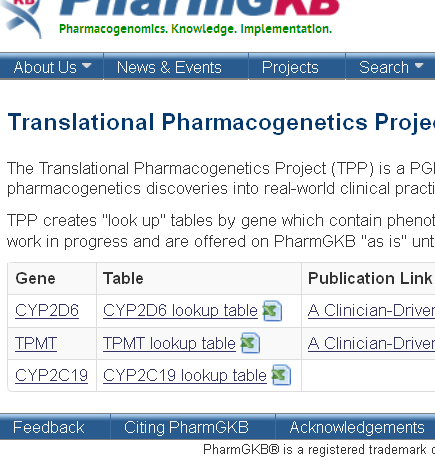 PharmGKB
Pharmacogenomics. Knowledge. Implementation.
About Us News & Events Projects Search
Translational Pharmacogenetics Proje
The Translational Pharmacogenetics Project (TPP) is a PG
pharmacogenetics discoveries into real-world clinical practi
TPP creates "look up" tables by gene which contain phenot
work in progress and are offered on PharmGKB "as is" unt
Gene Table Publication Link
CYP2D6 CYP2D6 lookup table A Clinician-Driver
TPMT TPMT lookup table A Clinician-Driver
CYP2C19 CYP2C19 lookup table
Feedback Citing PharmGKB Acknowledgements
PharmGKB® is a registered trademark o